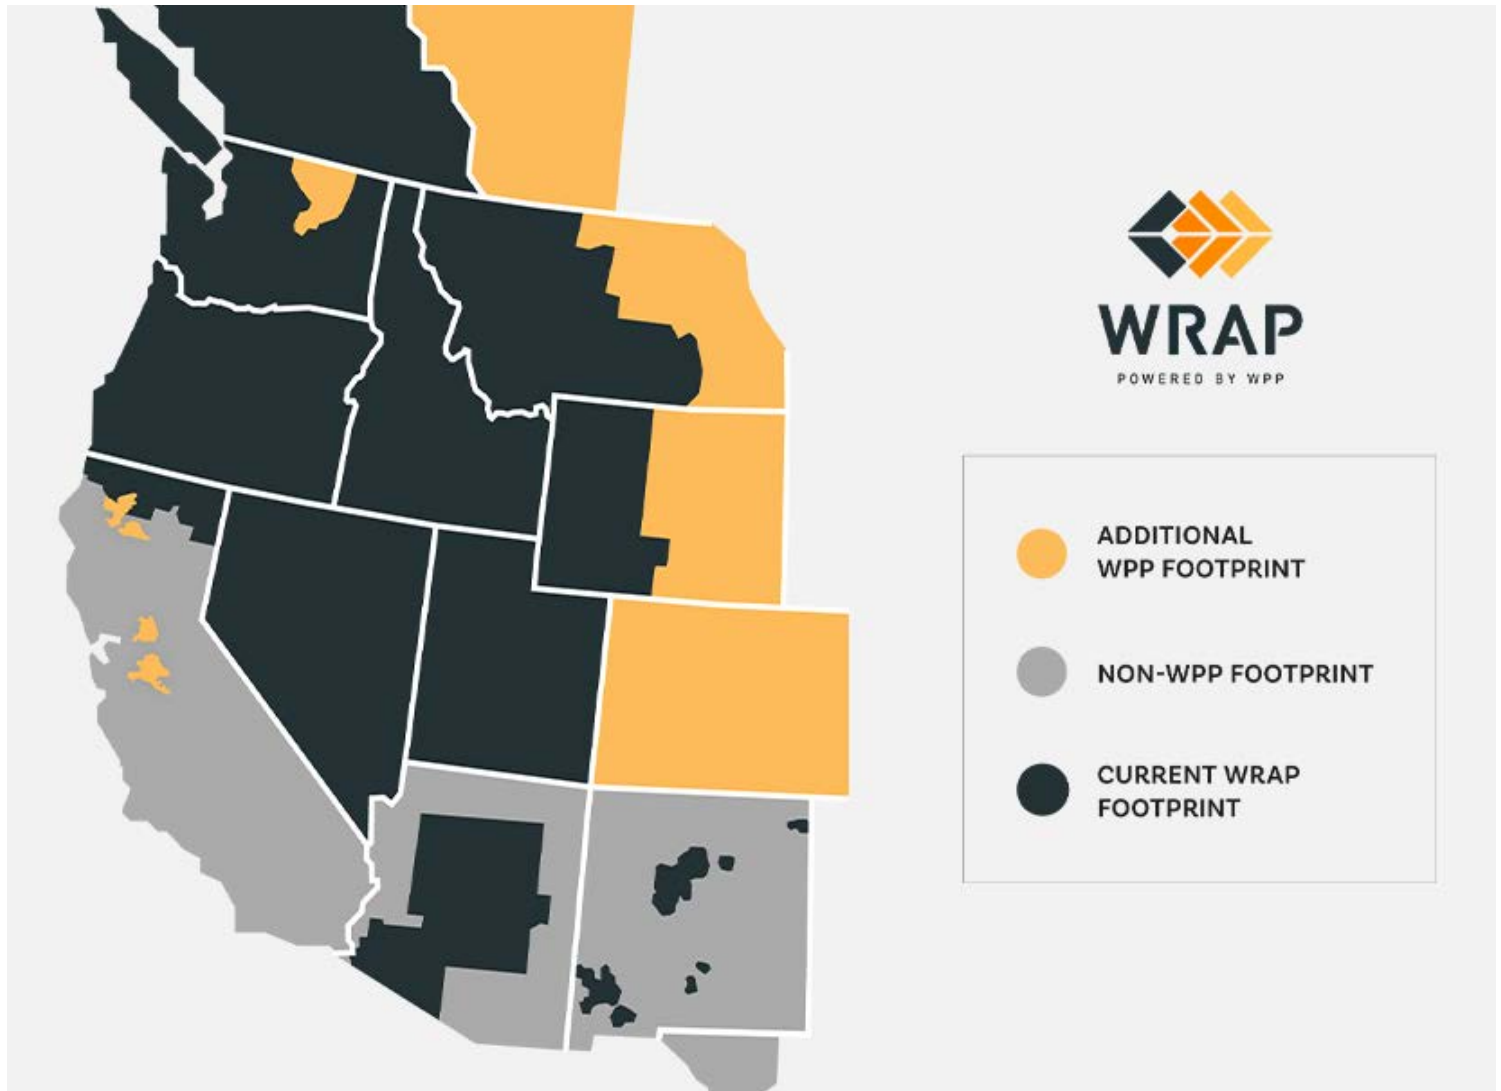 WRAP
POWERED BY WPP
ADDITIONAL
WPP FOOTPRINT
NON-WPP FOOTPRINT
CURRENT WRAP
FOOTPRINT